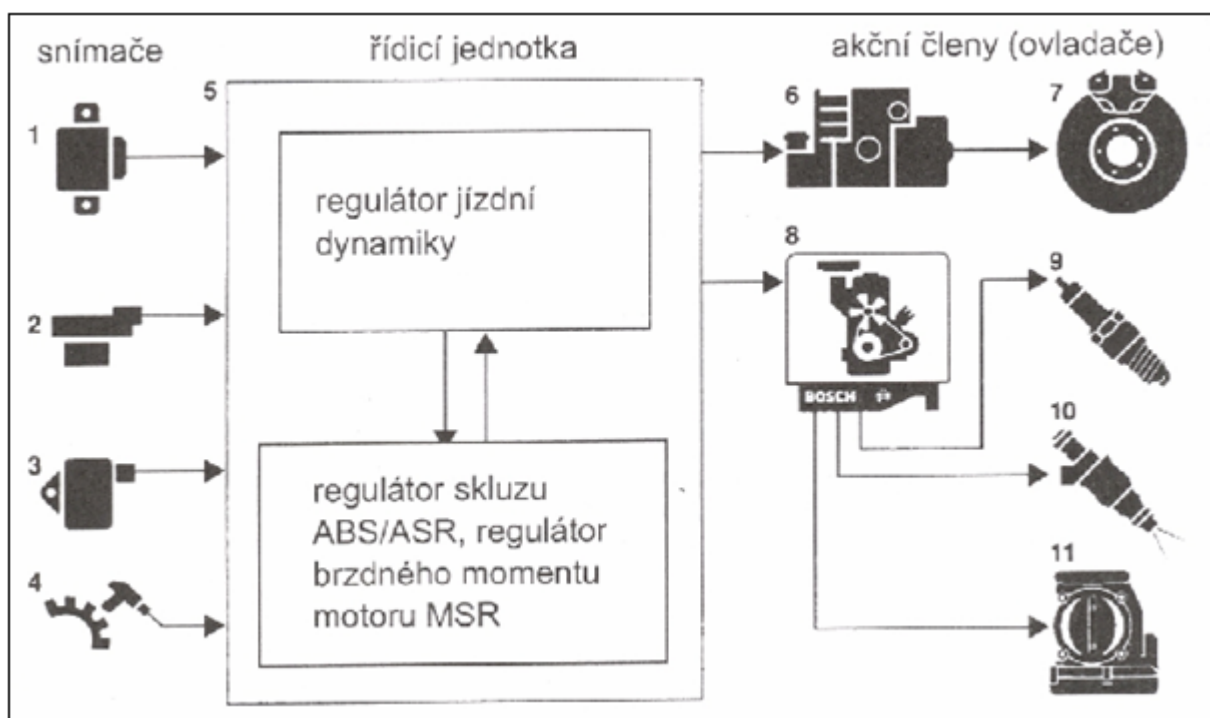 snímače
řídicí jednotka
akční členy (ovladače)
1
2
3
4
5
regulátor jízdní
dynamiky
regulátor skluzu
ABS/ASR, regulátor
brzdného momentu
motoru MSR
6
7
8
BOSCH
9
10
11